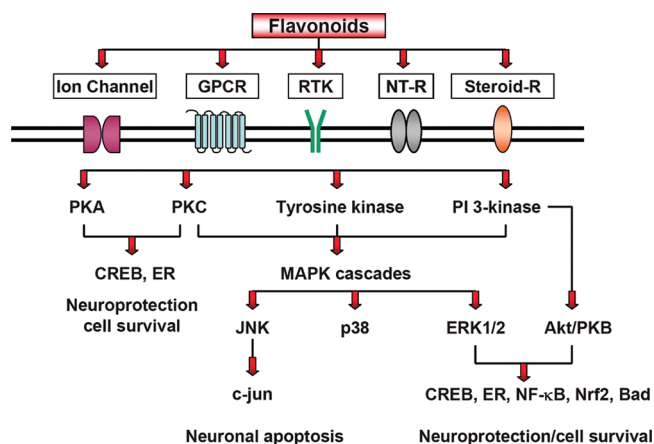 Flavonoids
Ion Channel GPCR RTK NT-R Steroid-R
PKA PKC Tyrosine kinase PI 3-kinase
CREB, ER MAPK cascades
Neuroprotection
cell survival
JNK p38 ERK1/2 Akt/PKB
c-jun CREB, ER, NF-κB, Nrf2, Bad
Neuronal apoptosis Neuroprotection/cell survival